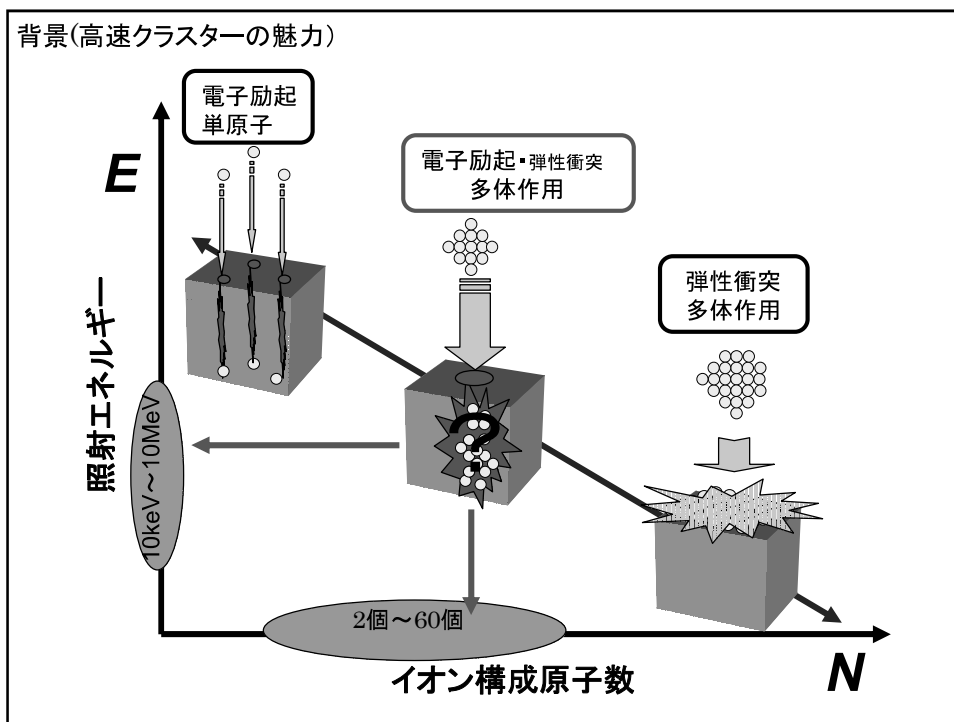 背景(高速クラスターの魅力)
電子励起
単原子
E
電子励起・弾性衝突
多体作用
弾性衝突
多体作用
照射エネルギー
10keV～10MeV
?
2個～60個
イオン構成原子数
N